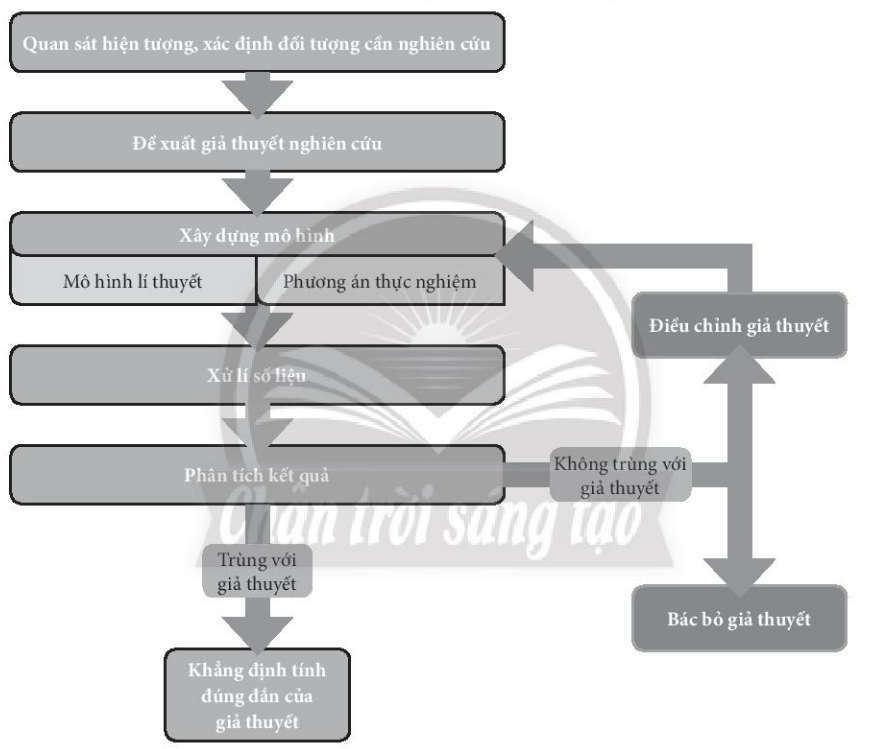 Quan sát hiện tượng, xác định đối tượng cần nghiên cứu
Đề xuất giả thuyết nghiên cứu
Xây dựng mô hình
Mô hình lí thuyết
Phương án thực nghiệm
Điều chỉnh giả thuyết
Xử lí số liệu
Phân tích kết quả
Không trùng với
giả thuyết
Chân trời sáng tạo
Trùng với
giả thuyết
Bác bỏ giả thuyết
Khẳng định tính
đúng đắn của
giả thuyết